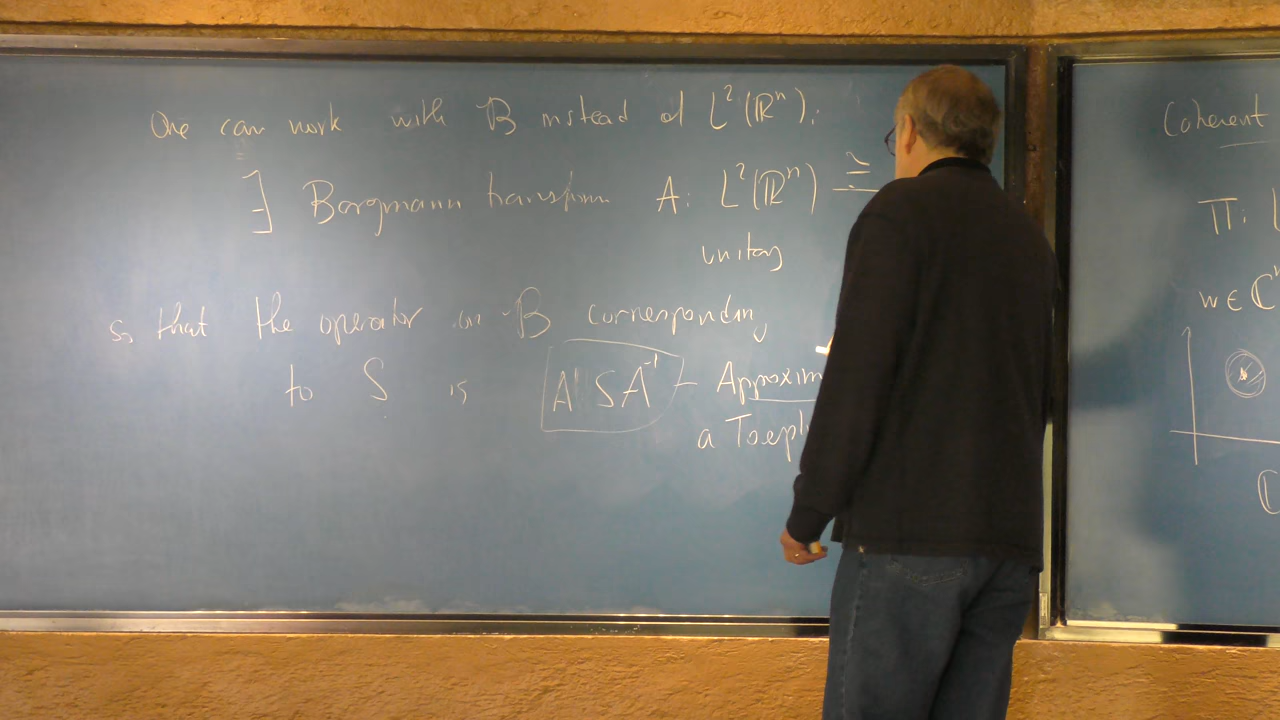 One can work with B instead of L²(ℝⁿ):
∃ Bargmann transform A: L²(ℝⁿ) ≅
unitary
so that the operator on B corresponding
to S is A S A⁻¹ – Approxim
a Toepl
Coherent
Π: L
w ∈ ℂⁿ
ℂ